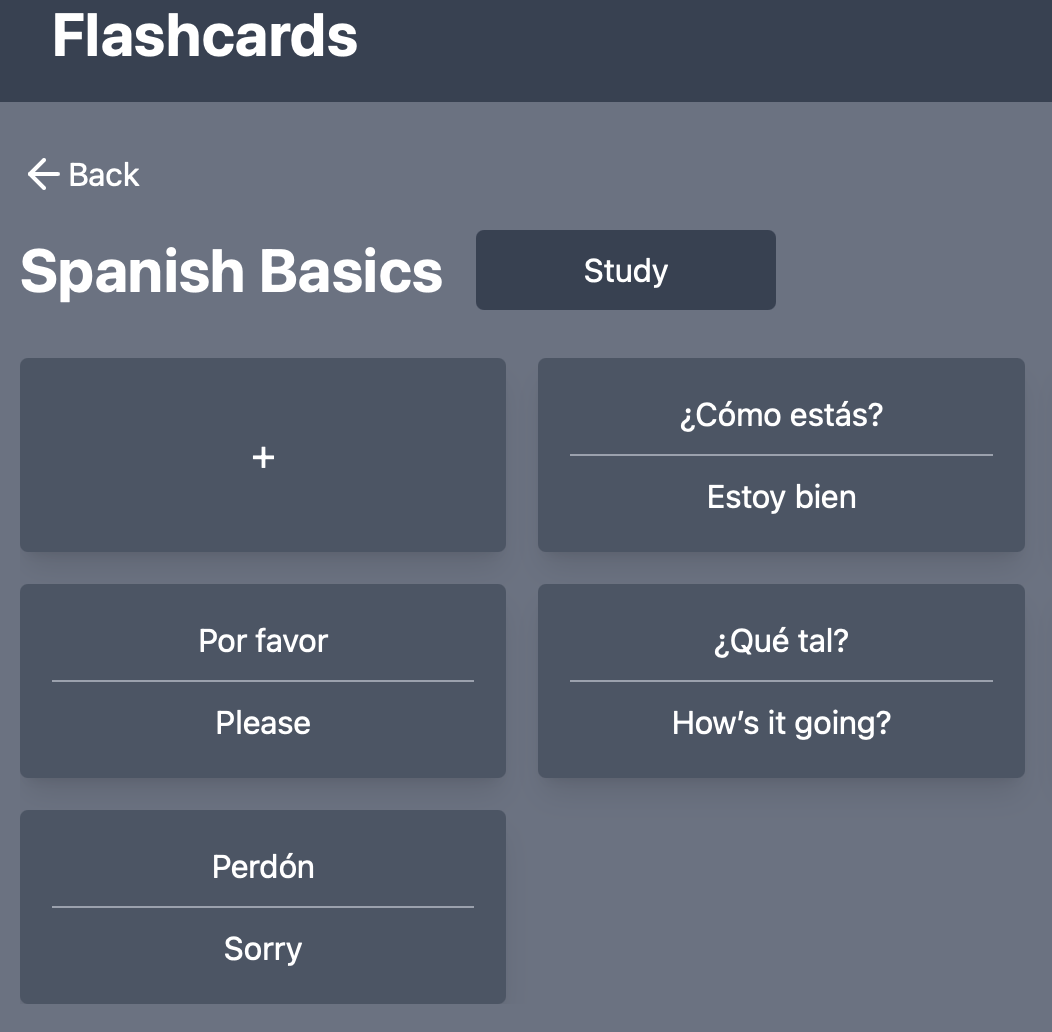 Flashcards
Back
Spanish Basics
Study
+
¿Cómo estás?
Estoy bien
Por favor
Please
¿Qué tal?
How’s it going?
Perdón
Sorry